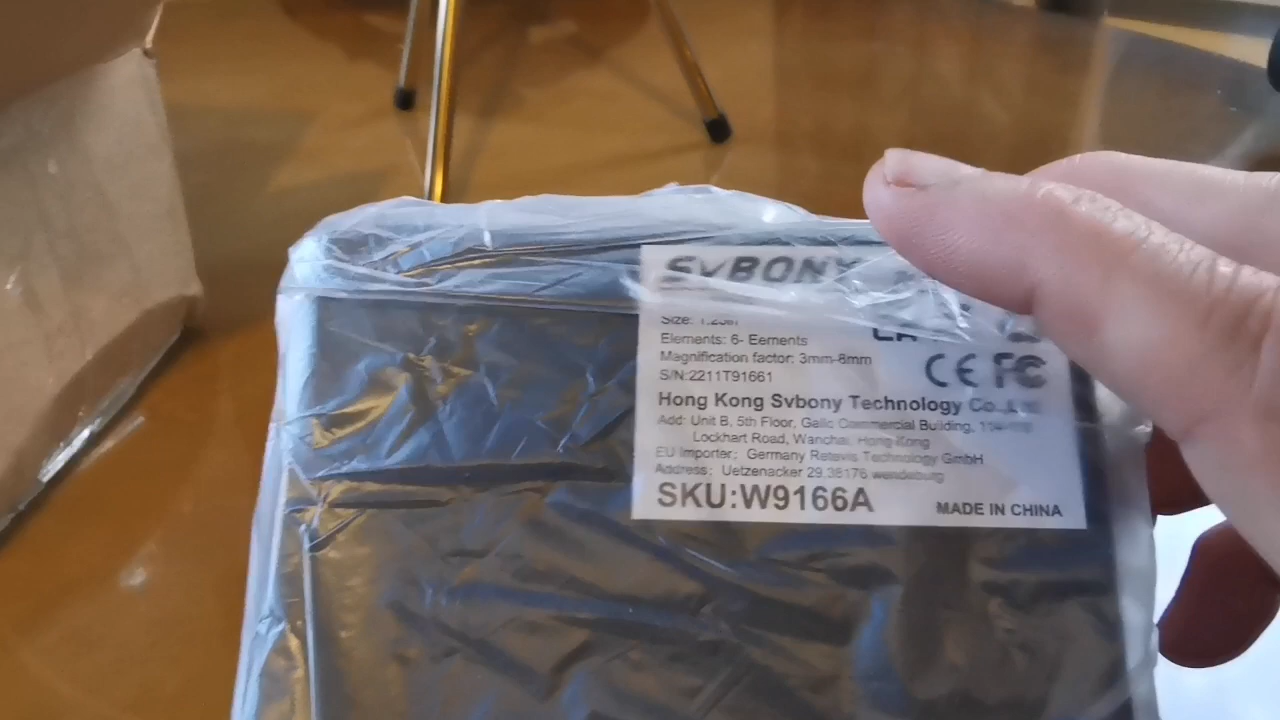 SVBONY
Size: 1.25in
Elements: 6- Eements
Magnification factor: 3mm-8mm
S/N:2211T91661
CE FC
Hong Kong Svbony Technology Co.,Ltd
Add: Unit B, 5th Floor, Gallo Commercial Building,
Lockhart Road, Wanchai, Hong Kong
EU Importer: Germany Retevis Technology GmbH
Address: Uetzenacker 29,38176 wendeburg
SKU:W9166A
MADE IN CHINA